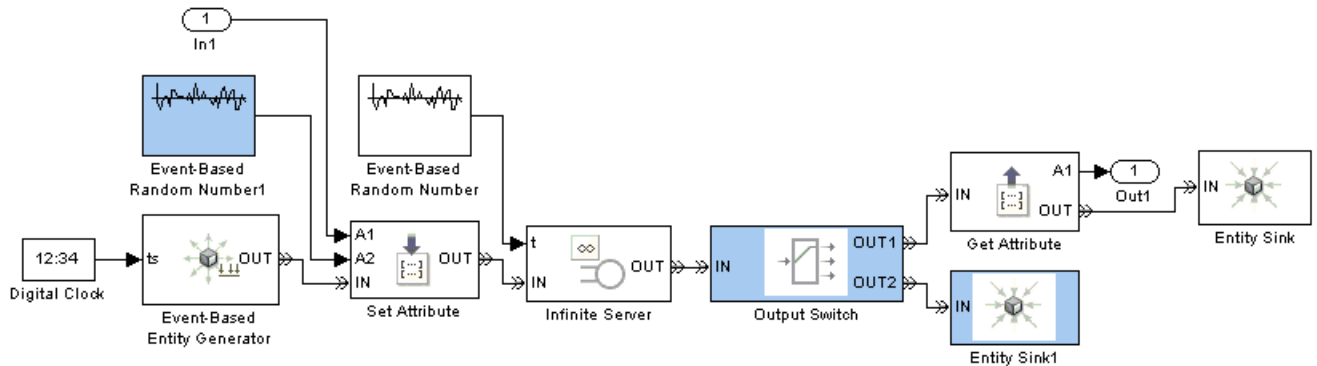 1
In1
Event-Based
Random Number1
Event-Based
Random Number
12:34
Digital Clock
ts
OUT
Event-Based
Entity Generator
A1
A2
IN
OUT
Set Attribute
t
IN
∞
OUT
Infinite Server
IN
OUT1
OUT2
Output Switch
IN
A1
OUT
Get Attribute
1
Out1
IN
Entity Sink
IN
Entity Sink1